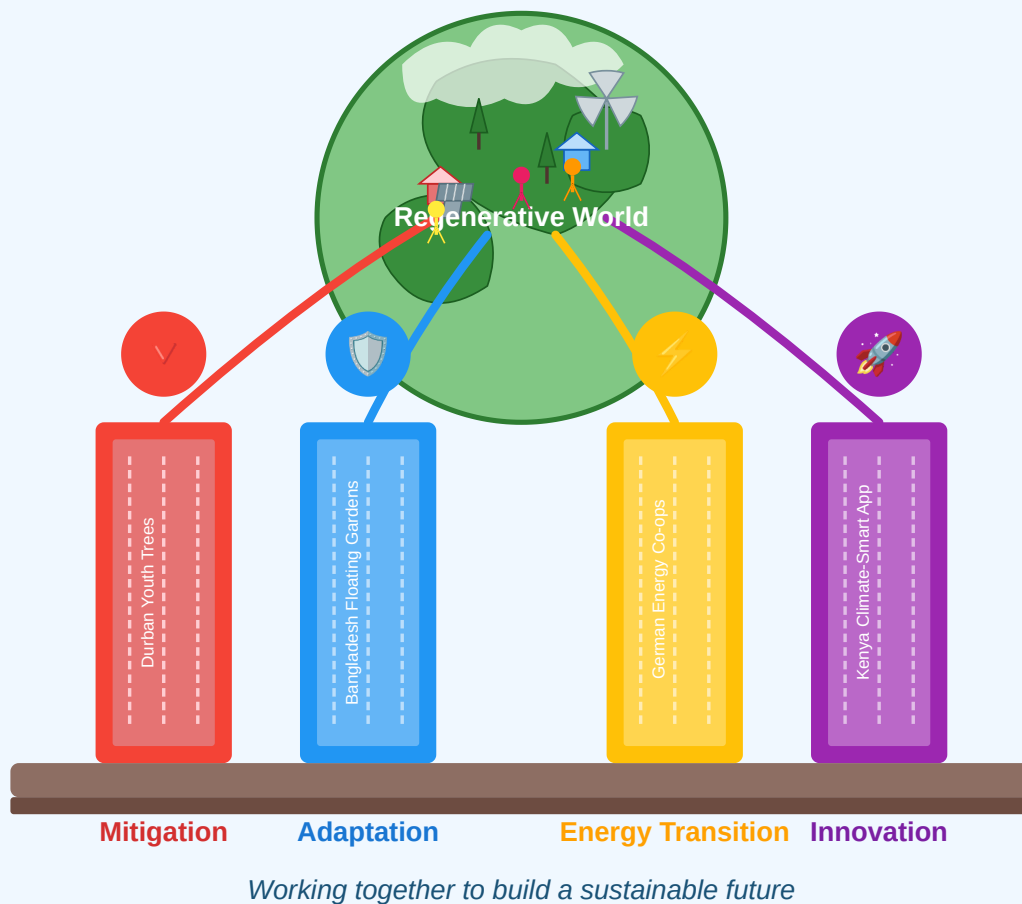 Regenerative World
Durban Youth Trees
Bangladesh Floating Gardens
German Energy Co-ops
Kenya Climate-Smart App
Mitigation
Adaptation
Energy Transition
Innovation
Working together to build a sustainable future